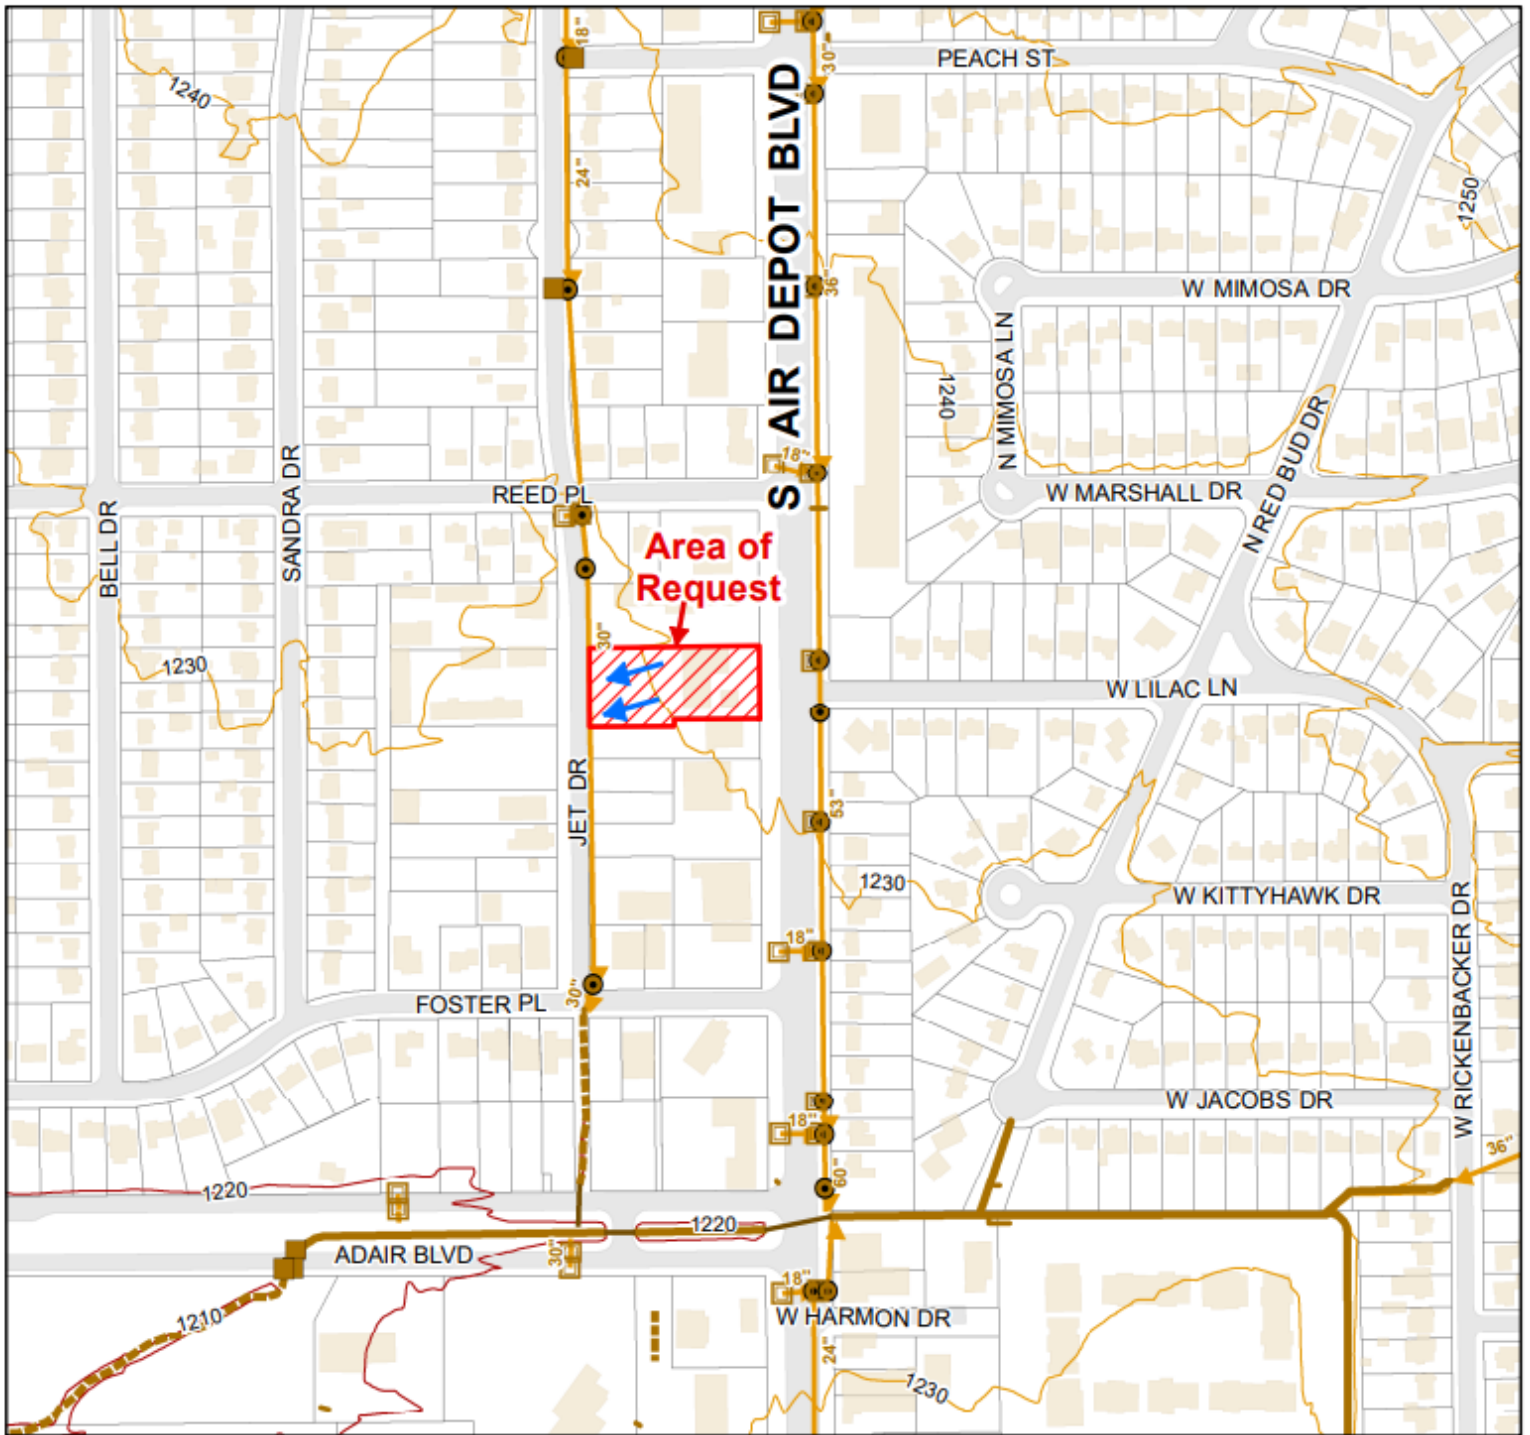 18"
30"
PEACH ST
1240
24"
S AIR DEPOT BLVD
1250
36"
W MIMOSA DR
N MIMOSA LN
1240
N RED BUD DR
18"
SANDRA DR
REED PL
W MARSHALL DR
BELL DR
Area of
Request
30"
1230
W LILAC LN
JET DR
53"
1230
W KITTYHAWK DR
18"
W RICKENBACKER DR
30"
FOSTER PL
W JACOBS DR
18"
36"
60"
1220
1220
30"
ADAIR BLVD
18"
1210
W HARMON DR
24"
1230